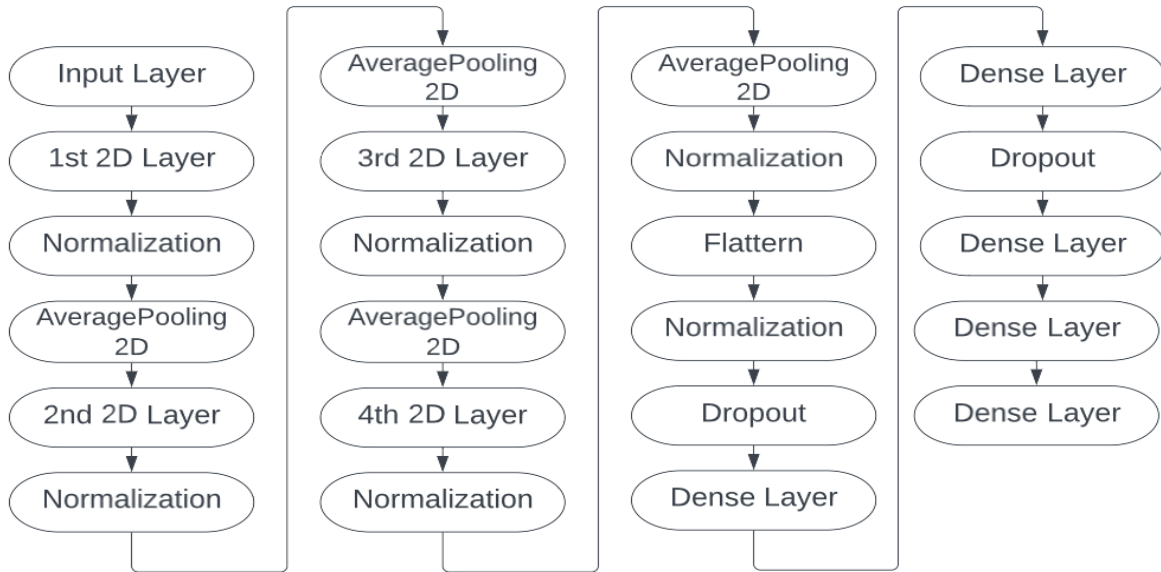 Input Layer
1st 2D Layer
Normalization
AveragePooling
2D
2nd 2D Layer
Normalization
AveragePooling
2D
3rd 2D Layer
Normalization
AveragePooling
2D
4th 2D Layer
Normalization
AveragePooling
2D
Normalization
Flattern
Normalization
Dropout
Dense Layer
Dense Layer
Dropout
Dense Layer
Dense Layer
Dense Layer